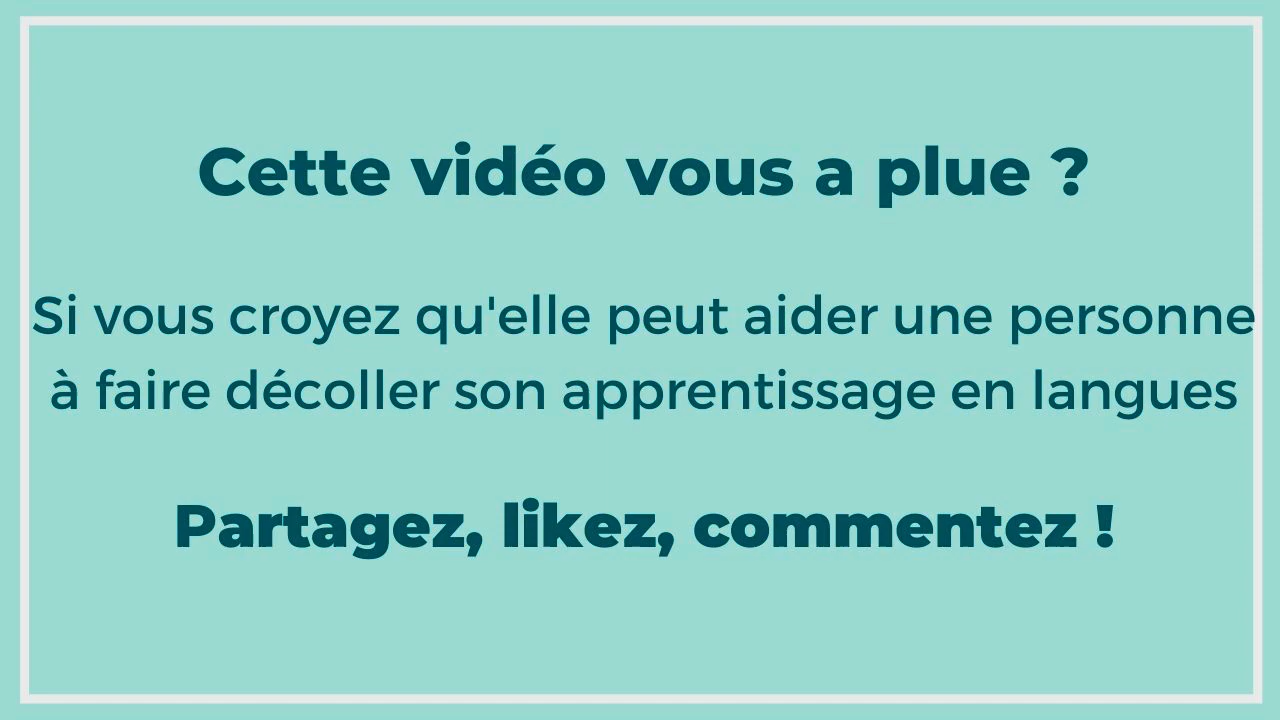 Cette vidéo vous a plue ?
Si vous croyez qu'elle peut aider une personne
à faire décoller son apprentissage en langues
Partagez, likez, commentez !